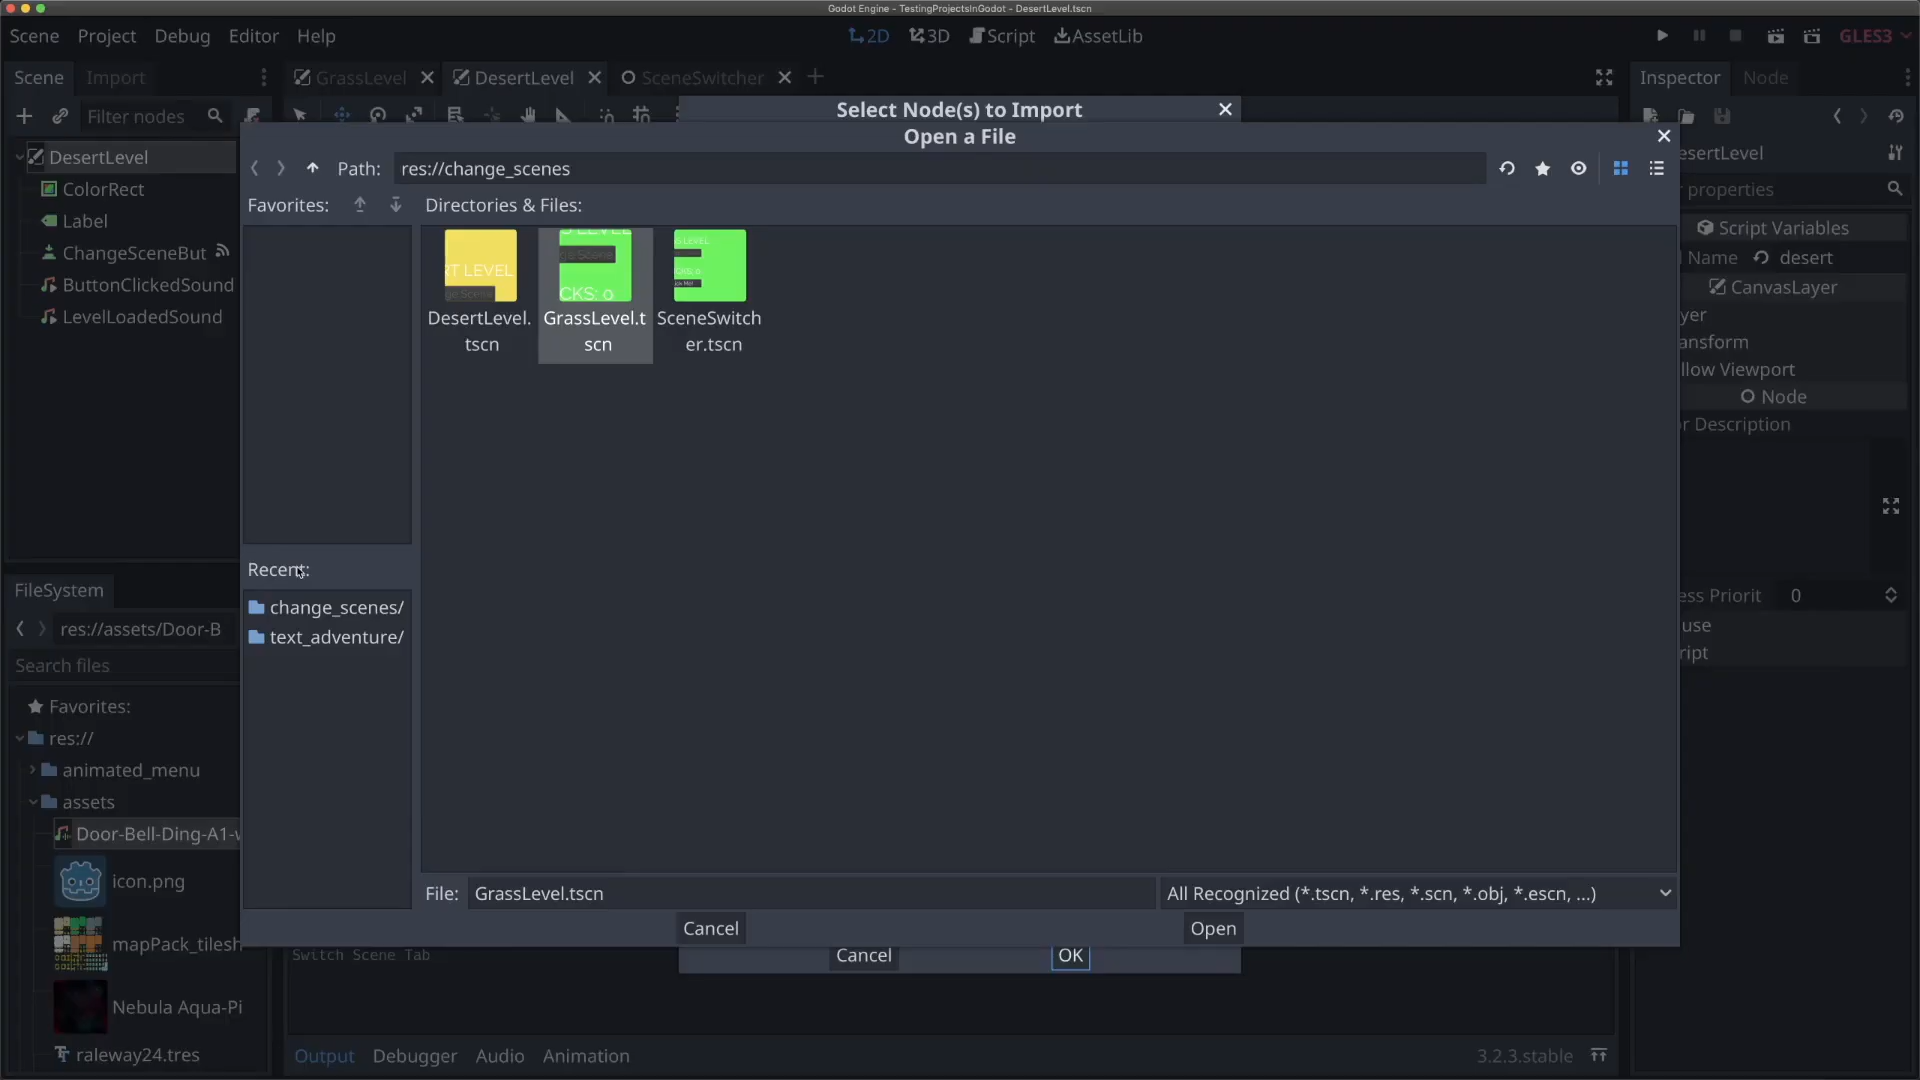 Godot Engine - TestingProjectsInGodot - DesertLevel.tscn
Scene Project Debug Editor Help
2D 3D Script AssetLib
GLES3
Scene Import
GrassLevel DesertLevel SceneSwitcher
Inspector Node
Filter nodes
Select Node(s) to Import
Open a File
DesertLevel
ColorRect
Label
ChangeSceneBut
ButtonClickedSound
LevelLoadedSound
Path: res://change_scenes
Favorites:
Directories & Files:
RT LEVEL
CKS: 0
DesertLevel.
tscn
GrassLevel.t
scn
SceneSwitch
er.tscn
Recent:
change_scenes/
text_adventure/
File: GrassLevel.tscn
All Recognized (*.tscn, *.res, *.scn, *.obj, *.escn, ...)
Cancel Open
Cancel OK
esertLevel
properties
Script Variables
l Name desert
CanvasLayer
yer
ansform
llow Viewport
Node
r Description
ess Priorit 0
use
ript
FileSystem
res://assets/Door-B
Search files
Favorites:
res://
animated_menu
assets
Door-Bell-Ding-A1-w
icon.png
mapPack_tilesh
Nebula Aqua-Pi
raleway24.tres
Switch Scene Tab
Output Debugger Audio Animation
3.2.3.stable